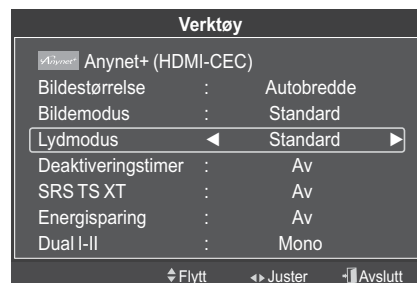 Verktøy
Anynet+ Anynet+ (HDMI-CEC)
Bildestørrelse : Autobredde
Bildemodus : Standard
Lydmodus ◄ Standard ►
Deaktiveringstimer : Av
SRS TS XT : Av
Energisparing : Av
Dual I-II : Mono
Flytt Juster Avslutt